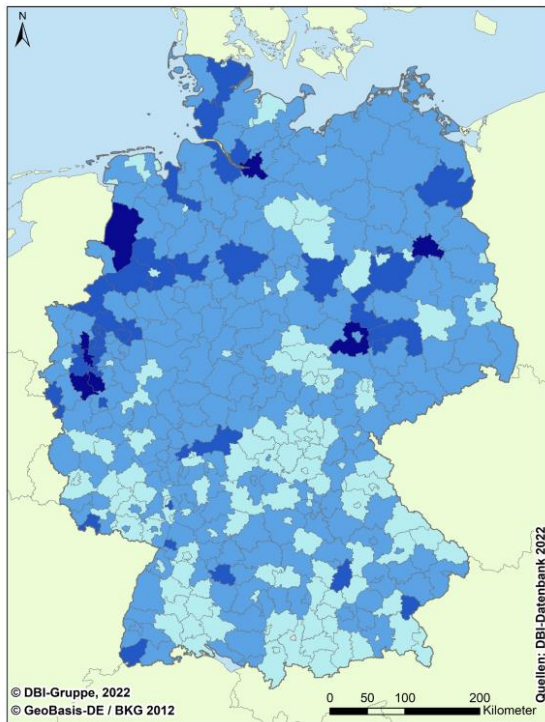 N
Quellen: DBI-Datenbank 2022
© DBI-Gruppe, 2022
© GeoBasis-DE / BKG 2012
0 50 100 200
Kilometer